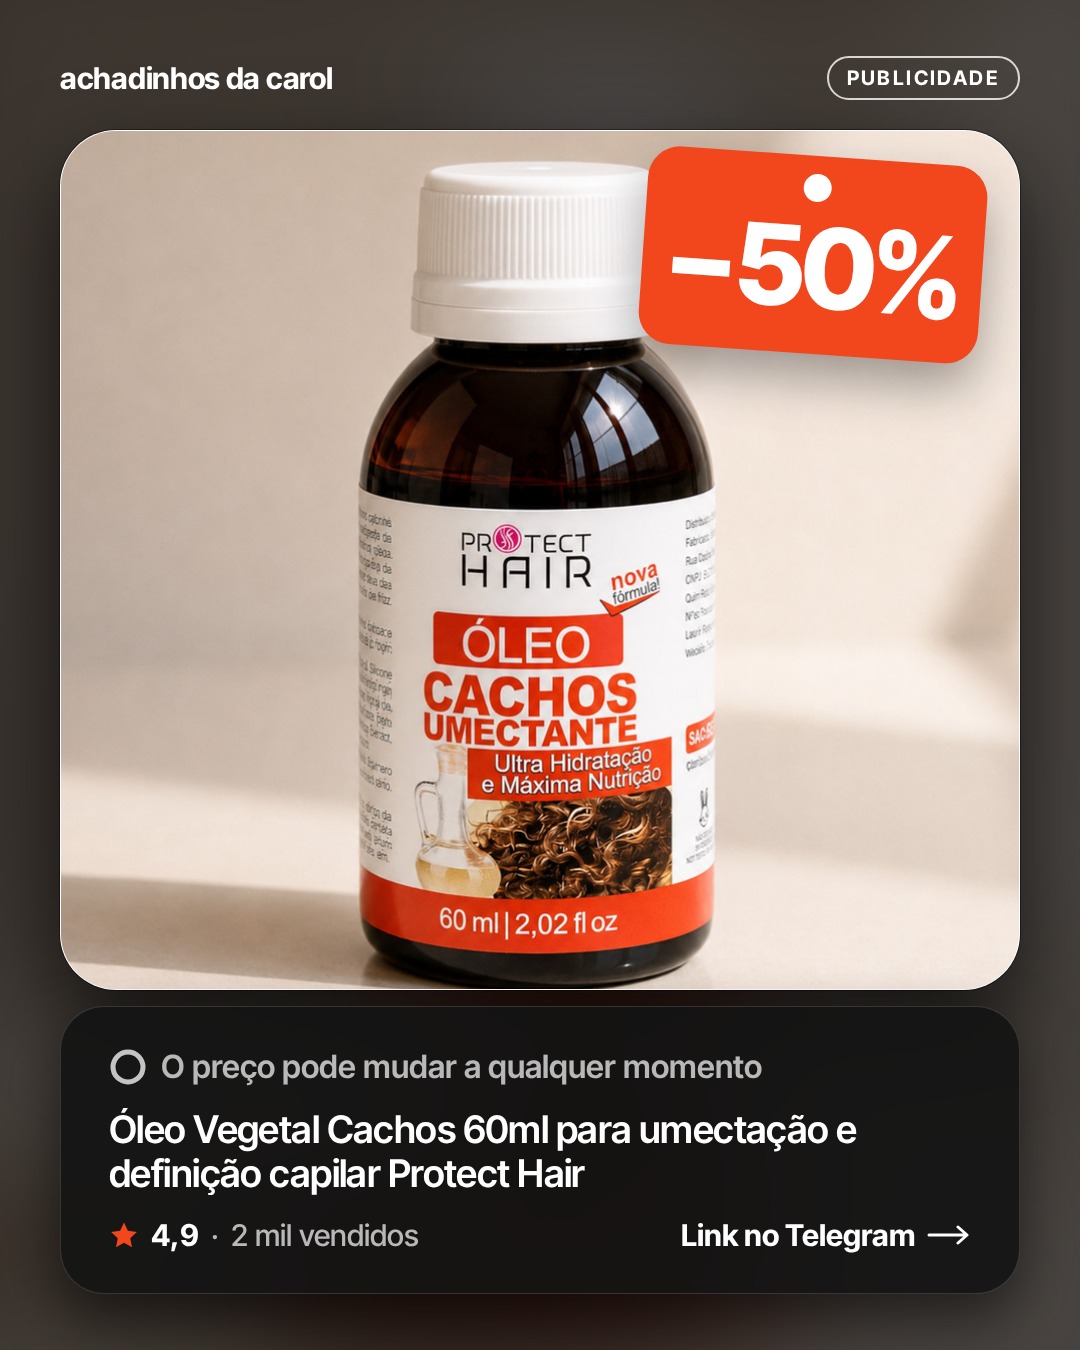 achadinhos da carol
PUBLICIDADE
−50%
PROTECT
HAIR
nova
fórmula!
ÓLEO
CACHOS
UMECTANTE
Ultra Hidratação
e Máxima Nutrição
60 ml | 2,02 fl oz
O preço pode mudar a qualquer momento
Óleo Vegetal Cachos 60ml para umectação e
definição capilar Protect Hair
4,9 · 2 mil vendidos
Link no Telegram →